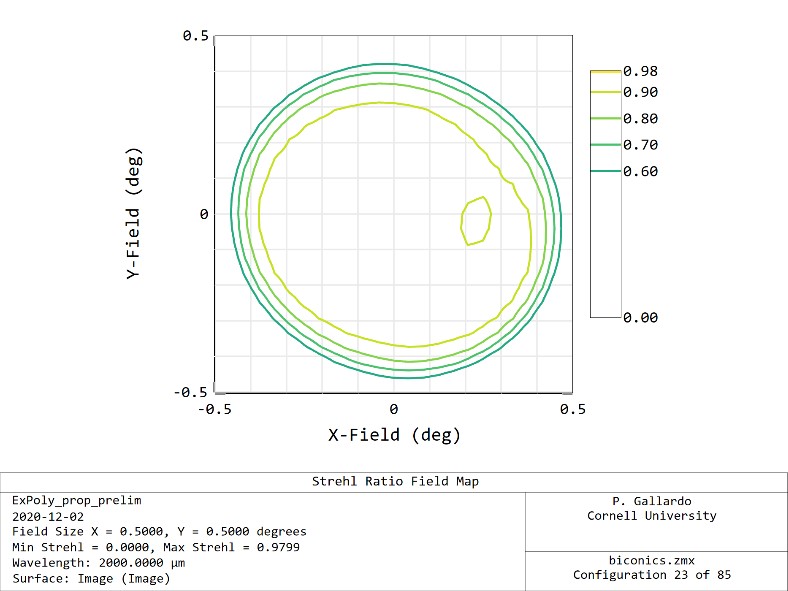 0.5
0
-0.5
Y-Field (deg)
-0.5
0
0.5
X-Field (deg)
0.98
0.90
0.80
0.70
0.60
0.00
Strehl Ratio Field Map
ExPoly_prop_prelim
2020-12-02
Field Size X = 0.5000, Y = 0.5000 degrees
Min Strehl = 0.0000, Max Strehl = 0.9799
Wavelength: 2000.0000 µm
Surface: Image (Image)
P. Gallardo
Cornell University
biconics.zmx
Configuration 23 of 85